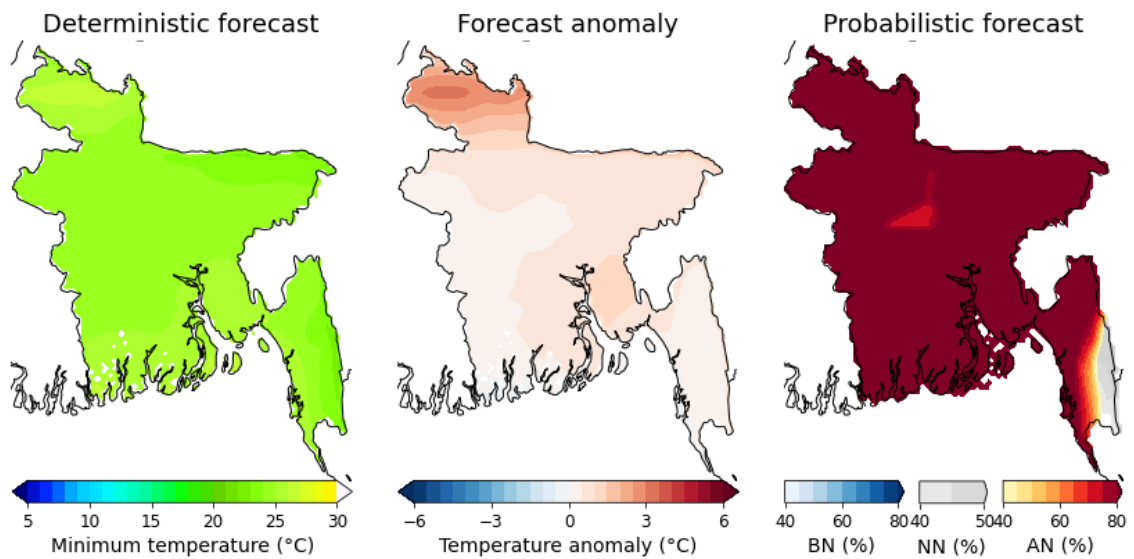 Deterministic forecast
Forecast anomaly
Probabilistic forecast
5 10 15 20 25 30
Minimum temperature (°C)
−6 −3 0 3 6
Temperature anomaly (°C)
40 60 80
BN (%)
40 50
NN (%)
40 60 80
AN (%)